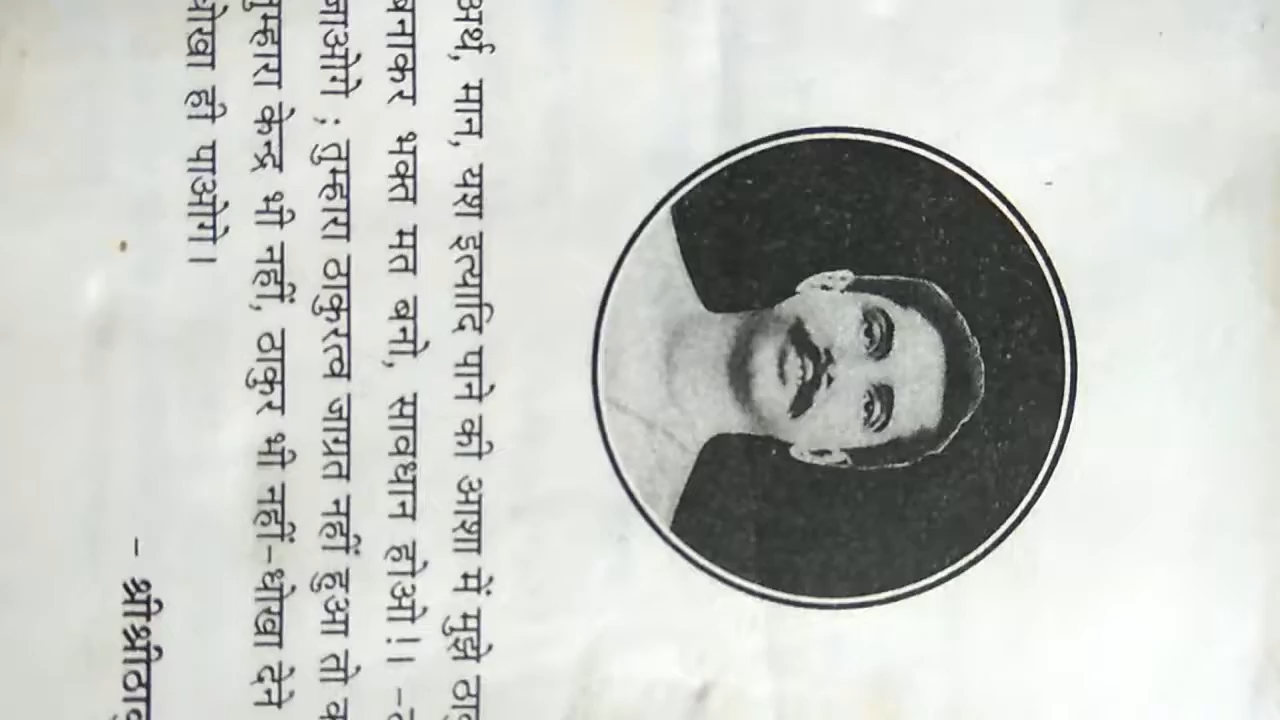 अर्थ, मान, यश इत्यादि पाने की आशा में मुझे
बनाकर भक्त मत बनो, सावधान होओ!। -
जाओगे ; तुम्हारा ठाकुरत्व जाग्रत नहीं हुआ तो
तुम्हारा केन्द्र भी नहीं, ठाकुर भी नहीं-धोखा देने
धोखा ही पाओगे।
- श्रीश्रीठाकु